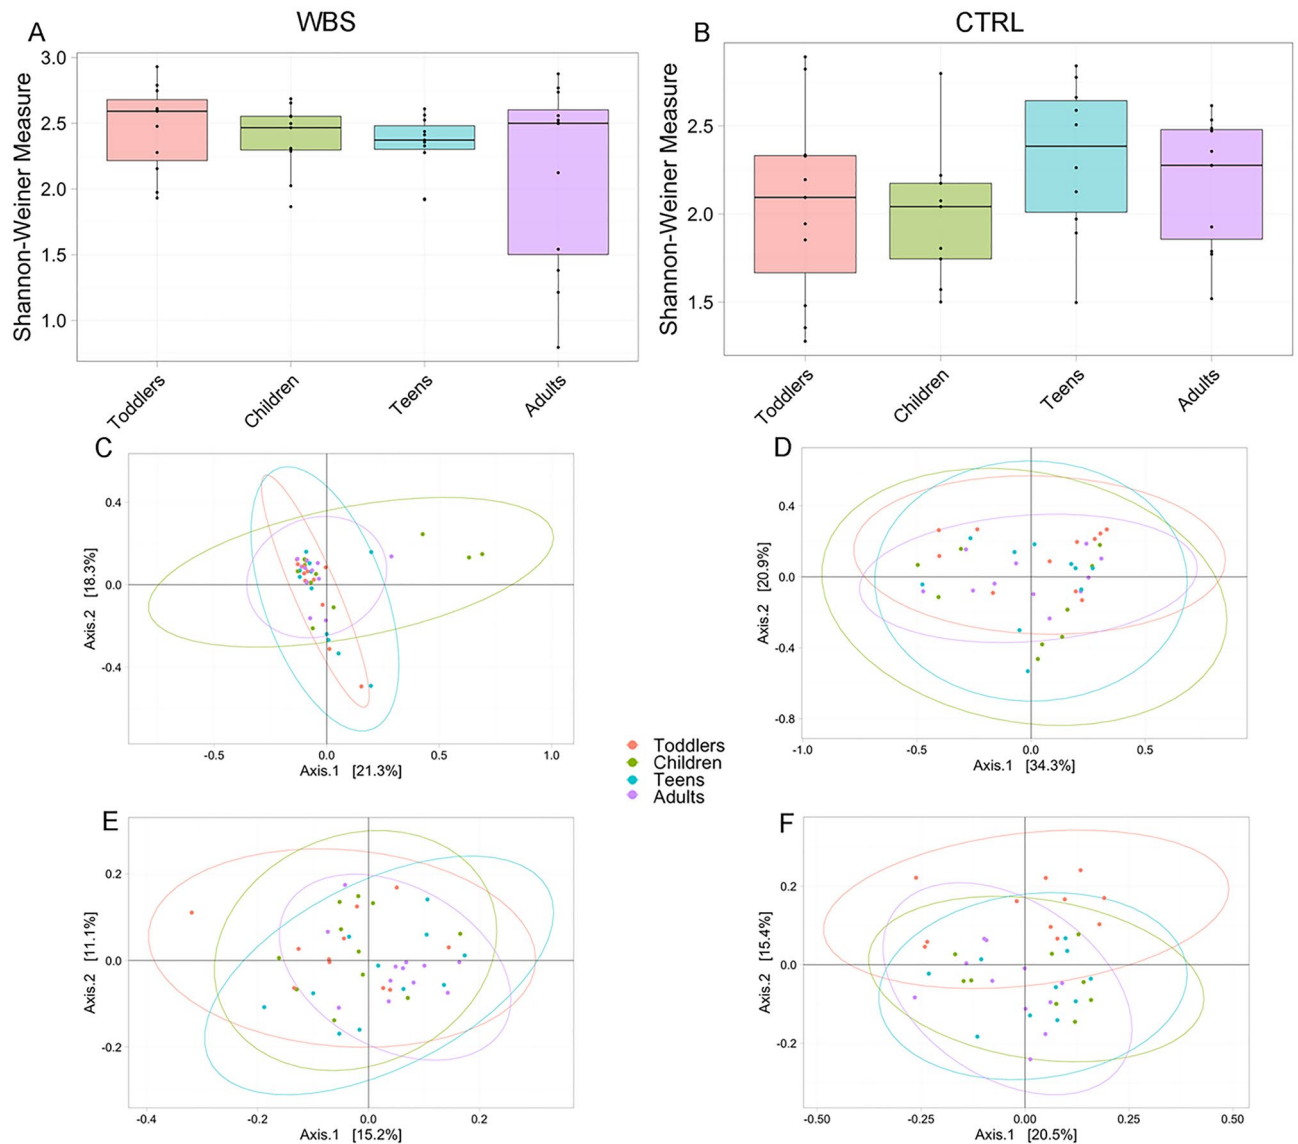 WBS
CTRL
A
Shannon-Weiner Measure
3.0
2.5
2.0
1.5
1.0
Toddlers
Children
Teens
Adults
B
Shannon-Weiner Measure
2.5
2.0
1.5
Toddlers
Children
Teens
Adults
C
Axis.2 [18.3%]
0.4
0.0
-0.4
-0.5
0.0
0.5
1.0
Axis.1 [21.3%]
D
Axis.2 [20.9%]
0.4
0.0
-0.4
-0.8
-1.0
-0.5
0.0
0.5
Axis.1 [34.3%]
Toddlers
Children
Teens
Adults
E
Axis.2 [11.1%]
0.2
0.0
-0.2
-0.4
-0.2
0.0
0.2
Axis.1 [15.2%]
F
Axis.2 [15.4%]
0.2
0.0
-0.2
-0.50
-0.25
0.00
0.25
0.50
Axis.1 [20.5%]